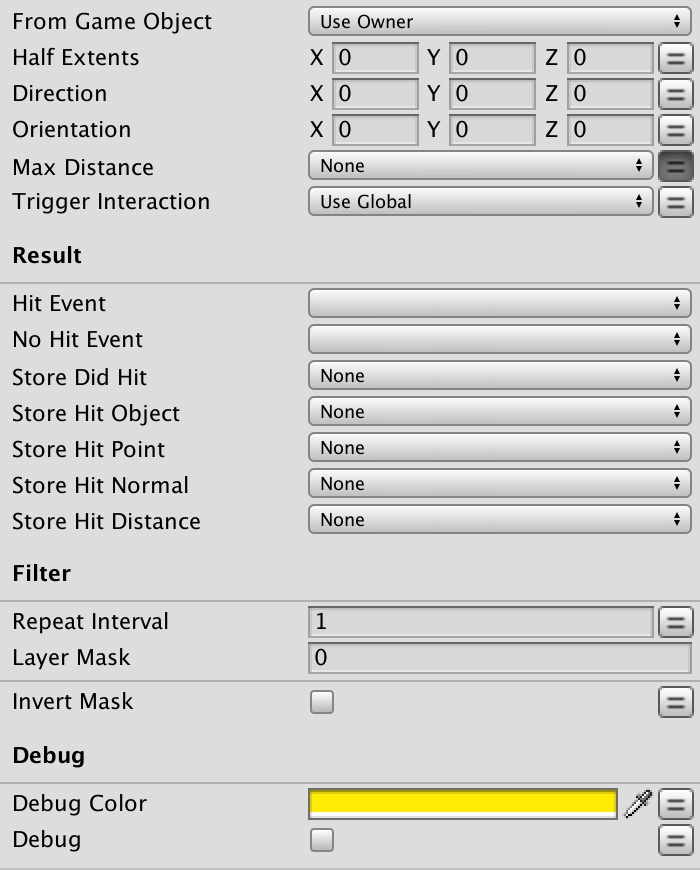 From Game Object Use Owner
Half Extents X 0 Y 0 Z 0
Direction X 0 Y 0 Z 0
Orientation X 0 Y 0 Z 0
Max Distance None
Trigger Interaction Use Global
Result
Hit Event
No Hit Event
Store Did Hit None
Store Hit Object None
Store Hit Point None
Store Hit Normal None
Store Hit Distance None
Filter
Repeat Interval 1
Layer Mask 0
Invert Mask
Debug
Debug Color
Debug